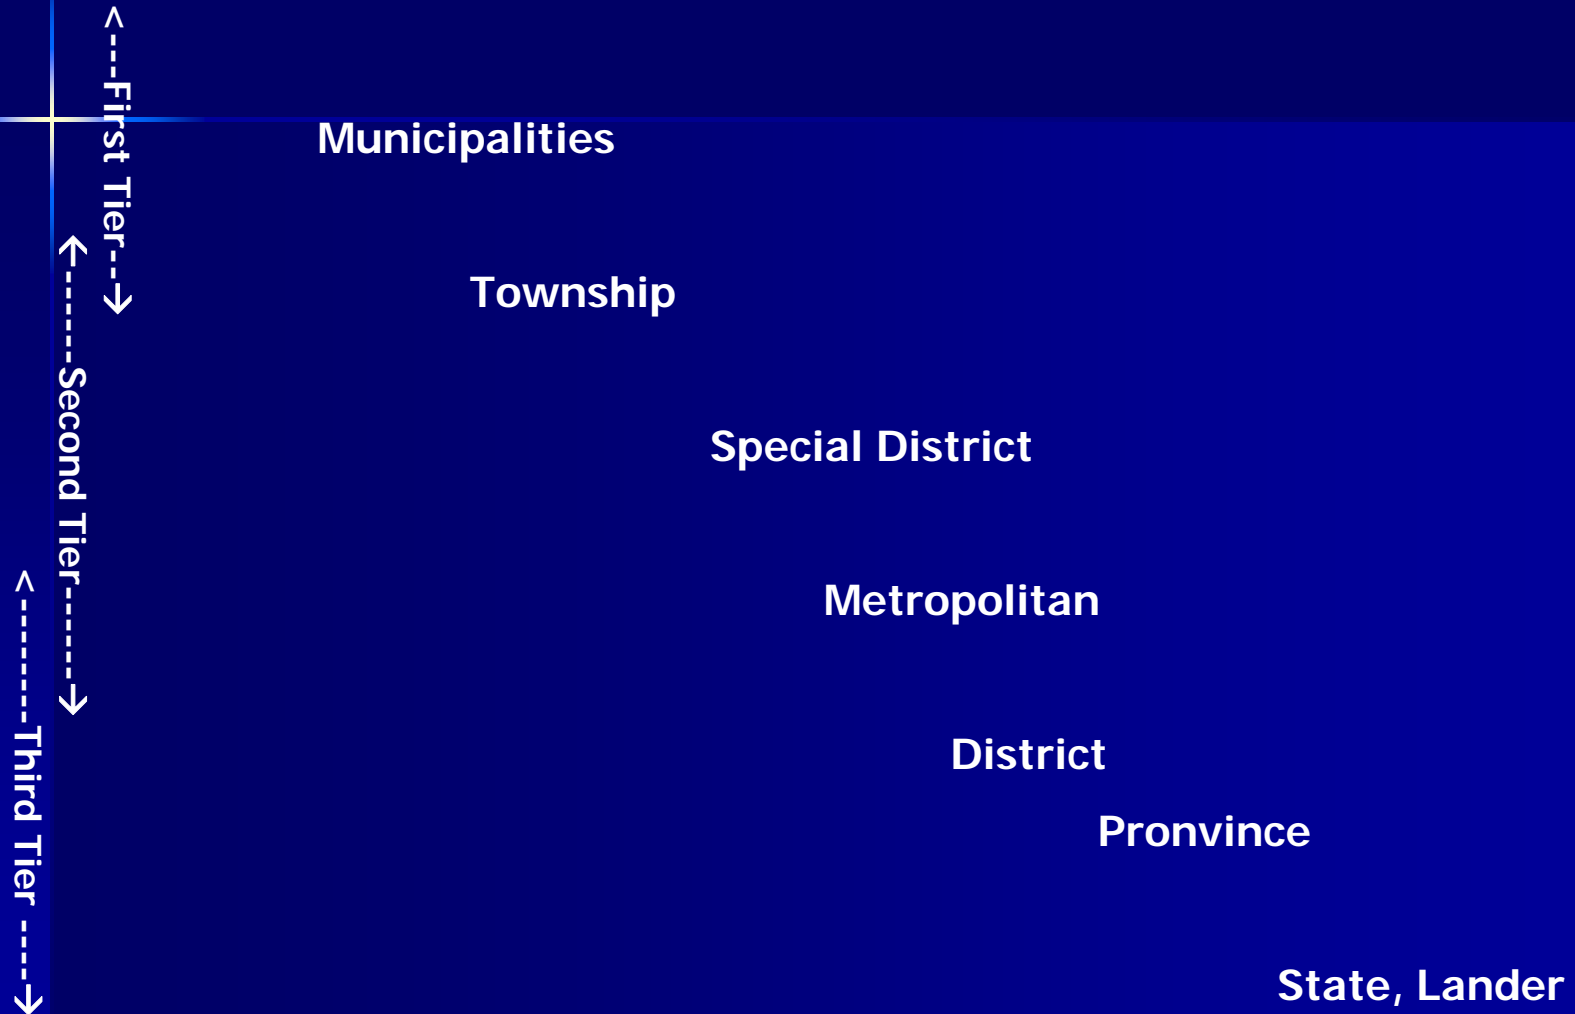 <---First Tier---→
←------Second Tier------→
<--------Third Tier ----→
Municipalities
Township
Special District
Metropolitan
District
Pronvince
State, Lander